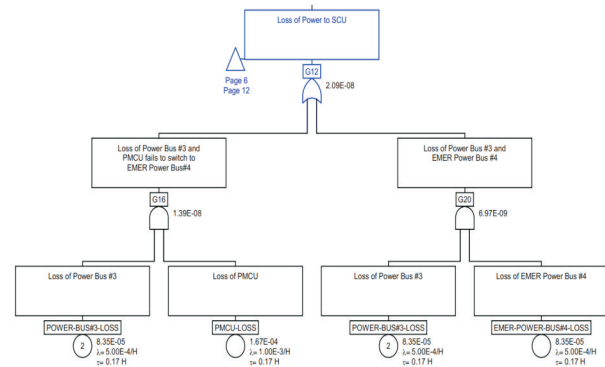 Loss of Power to SCU
G12
Page 6
Page 12
2.09E-08
Loss of Power Bus #3 and
PMCU fails to switch to
EMER Power Bus#4
Loss of Power Bus #3 and
EMER Power Bus #4
G16
1.39E-08
G20
6.97E-09
Loss of Power Bus #3
Loss of PMCU
Loss of Power Bus #3
Loss of EMER Power Bus #4
POWER-BUS#3-LOSS
PMCU-LOSS
POWER-BUS#3-LOSS
EMER-POWER-BUS#4-LOSS
2
8.35E-05
λ= 5.00E-4/H
τ= 0.17 H
1.67E-04
λ= 1.00E-3/H
τ= 0.17 H
2
8.35E-05
λ= 5.00E-4/H
τ= 0.17 H
8.35E-05
λ= 5.00E-4/H
τ= 0.17 H